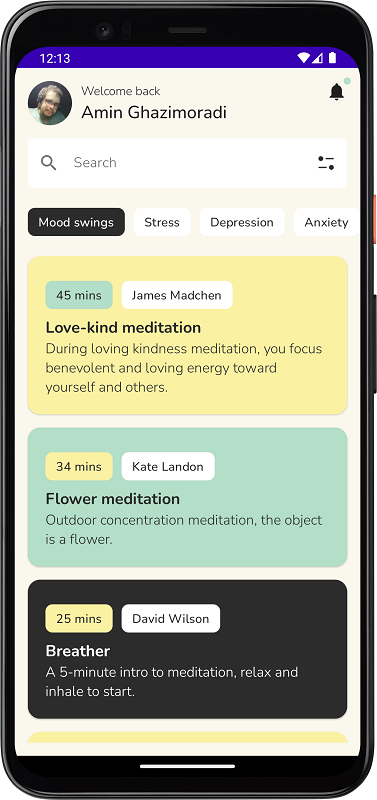 12:13
Welcome back
Amin Ghazimoradi
Search
Mood swings
Stress
Depression
Anxiety
45 mins
James Madchen
Love-kind meditation
During loving kindness meditation, you focus
benevolent and loving energy toward
yourself and others.
34 mins
Kate Landon
Flower meditation
Outdoor concentration meditation, the object
is a flower.
25 mins
David Wilson
Breather
A 5-minute intro to meditation, relax and
inhale to start.